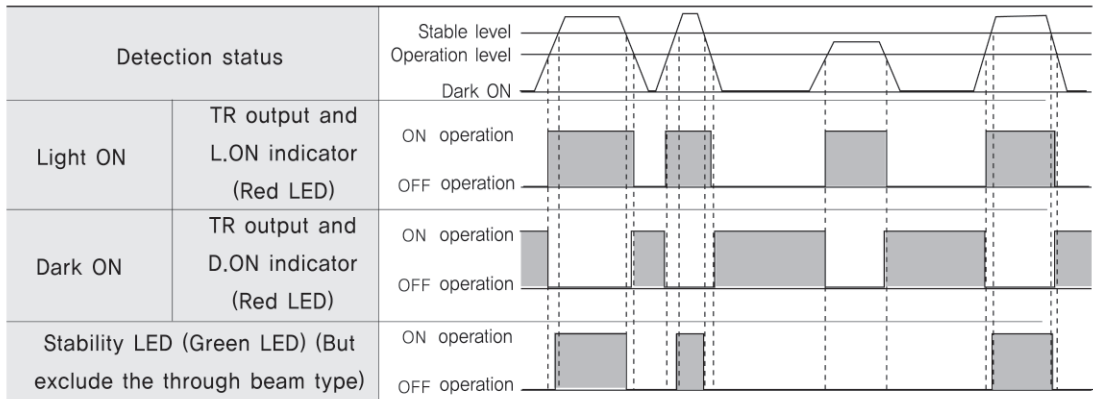 Detection status
Stable level
Operation level
Dark ON
Light ON
TR output and
L.ON indicator
(Red LED)
ON operation
OFF operation
Dark ON
TR output and
D.ON indicator
(Red LED)
ON operation
OFF operation
Stability LED (Green LED) (But
exclude the through beam type)
ON operation
OFF operation